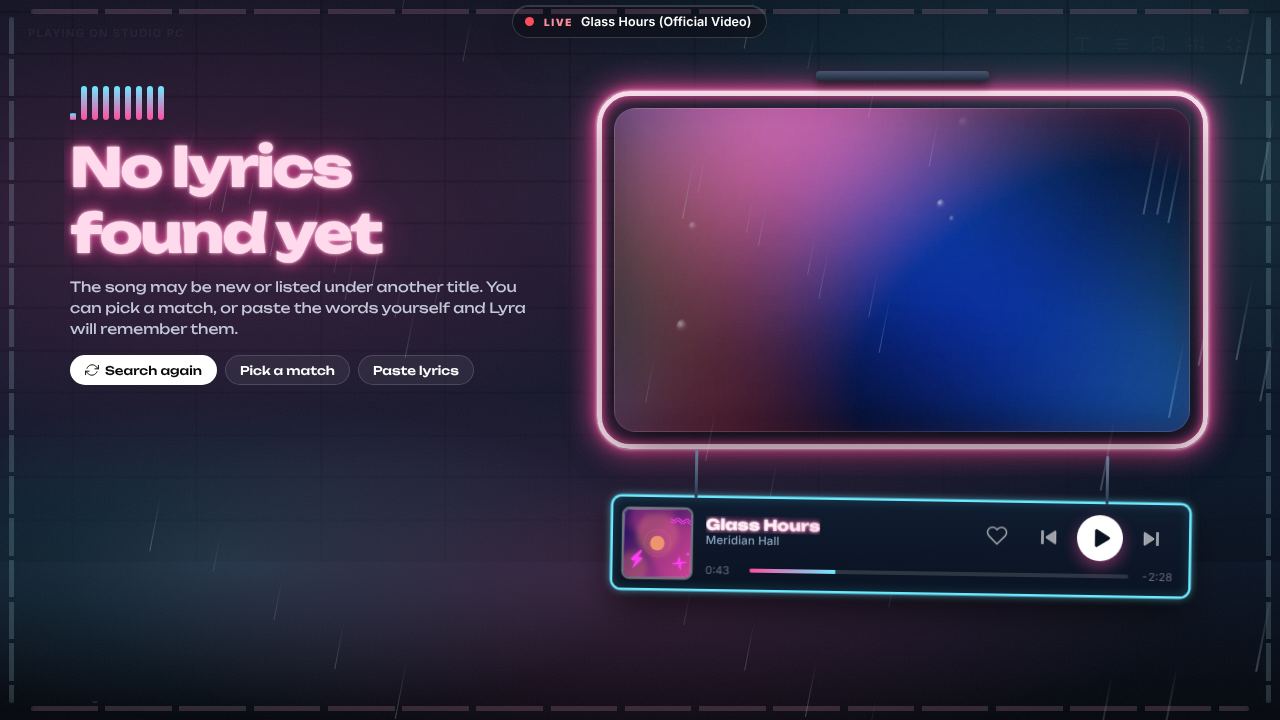 LIVE Glass Hours (Official Video)
PLAYING ON STUDIO PC
No lyrics
found yet
The song may be new or listed under another title. You
can pick a match, or paste the words yourself and Lyra
will remember them.
Search again
Pick a match
Paste lyrics
Glass Hours
Meridian Hall
0:43
-2:28